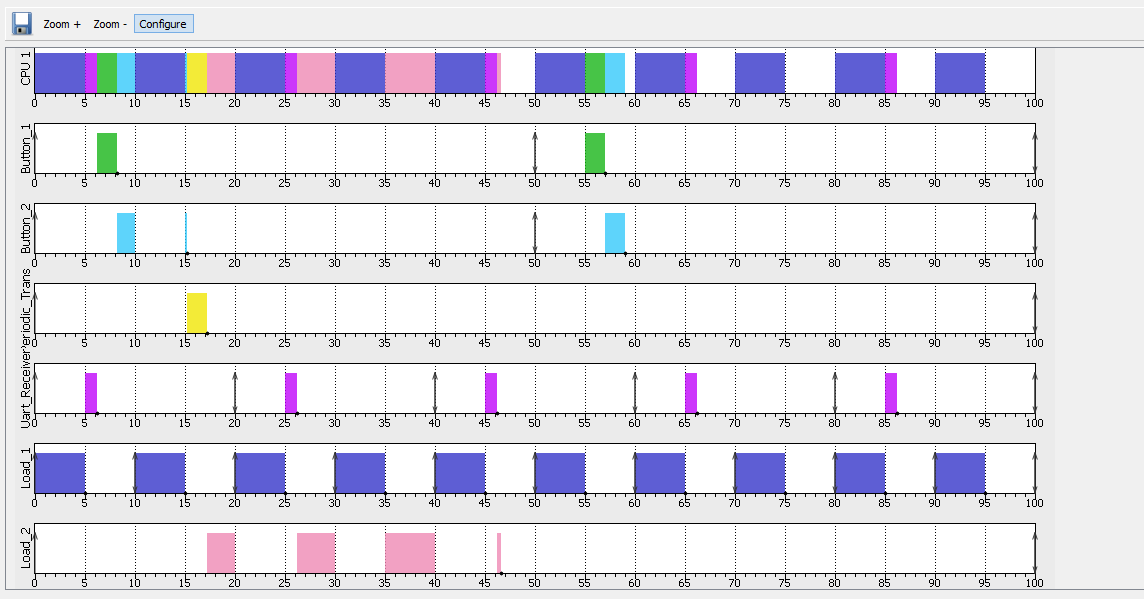 Zoom + Zoom - Configure
CPU 1
0 5 10 15 20 25 30 35 40 45 50 55 60 65 70 75 80 85 90 95 100
Button_1
0 5 10 15 20 25 30 35 40 45 50 55 60 65 70 75 80 85 90 95 100
Button_2
0 5 10 15 20 25 30 35 40 45 50 55 60 65 70 75 80 85 90 95 100
eriodic_Trans
0 5 10 15 20 25 30 35 40 45 50 55 60 65 70 75 80 85 90 95 100
Uart_Receiver
0 5 10 15 20 25 30 35 40 45 50 55 60 65 70 75 80 85 90 95 100
Load_1
0 5 10 15 20 25 30 35 40 45 50 55 60 65 70 75 80 85 90 95 100
Load_2
0 5 10 15 20 25 30 35 40 45 50 55 60 65 70 75 80 85 90 95 100